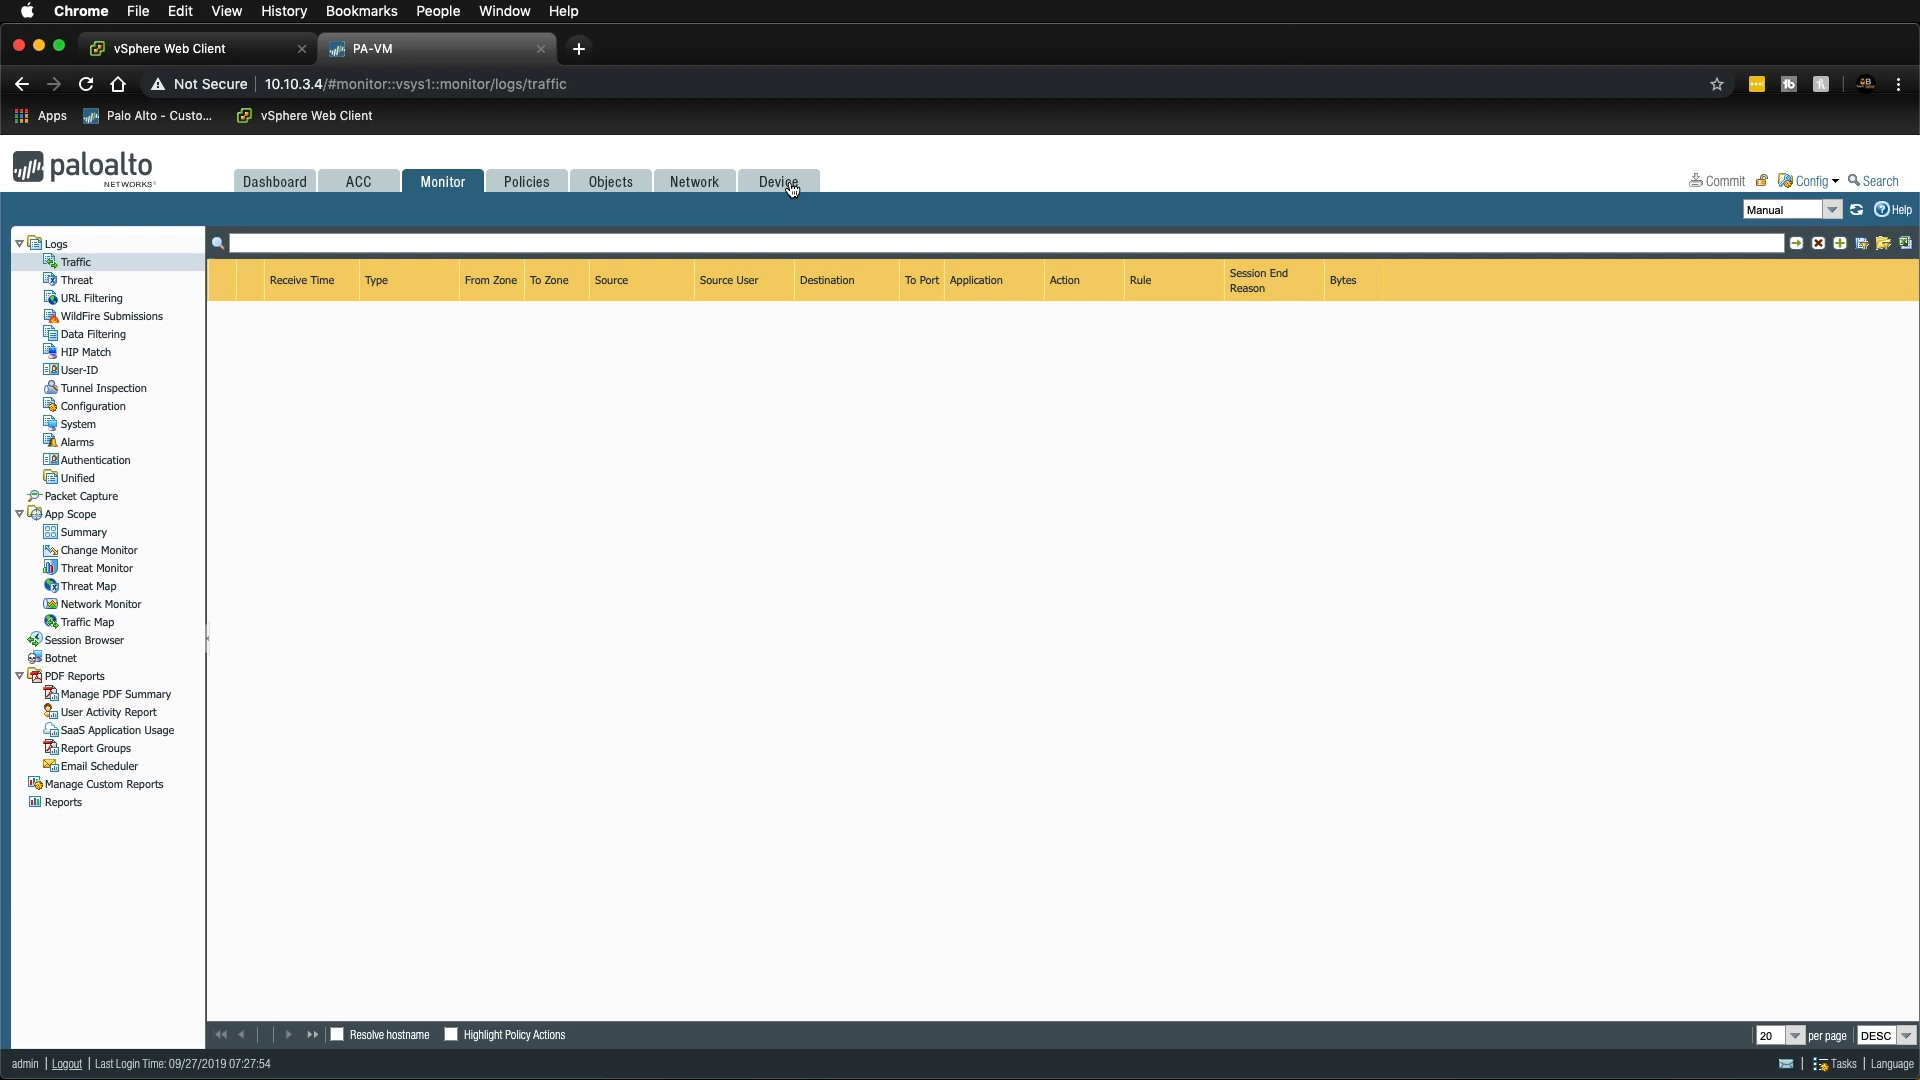 Chrome File Edit View History Bookmarks People Window Help
vSphere Web Client PA-VM
Not Secure 10.10.3.4/#monitor::vsys1::monitor/logs/traffic
Apps Palo Alto - Custo... vSphere Web Client
paloalto
NETWORKS®
Dashboard ACC Monitor Policies Objects Network Device
Commit Config Search
Manual Help
Logs
Traffic
Threat
URL Filtering
WildFire Submissions
Data Filtering
HIP Match
User-ID
Tunnel Inspection
Configuration
System
Alarms
Authentication
Unified
Packet Capture
App Scope
Summary
Change Monitor
Threat Monitor
Threat Map
Network Monitor
Traffic Map
Session Browser
Botnet
PDF Reports
Manage PDF Summary
User Activity Report
SaaS Application Usage
Report Groups
Email Scheduler
Manage Custom Reports
Reports
Receive Time Type From Zone To Zone Source Source User Destination To Port Application Action Rule Session End Reason Bytes
Resolve hostname Highlight Policy Actions 20 per page DESC
admin | Logout | Last Login Time: 09/27/2019 07:27:54 | Tasks | Language